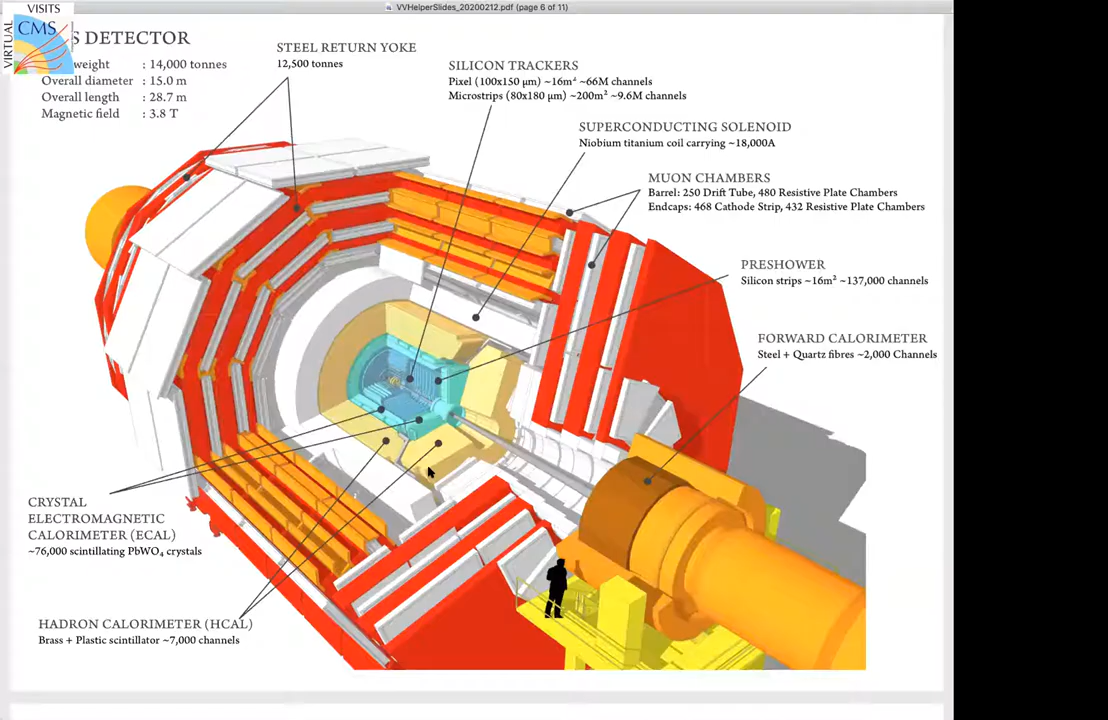 VVHelperSlides_20200212.pdf (page 6 of 11)
VISITS
VIRTUAL
CMS
S DETECTOR
weight : 14,000 tonnes
Overall diameter : 15.0 m
Overall length : 28.7 m
Magnetic field : 3.8 T
STEEL RETURN YOKE
12,500 tonnes
SILICON TRACKERS
Pixel (100x150 μm) ~16m² ~66M channels
Microstrips (80x180 μm) ~200m² ~9.6M channels
SUPERCONDUCTING SOLENOID
Niobium titanium coil carrying ~18,000A
MUON CHAMBERS
Barrel: 250 Drift Tube, 480 Resistive Plate Chambers
Endcaps: 468 Cathode Strip, 432 Resistive Plate Chambers
PRESHOWER
Silicon strips ~16m² ~137,000 channels
FORWARD CALORIMETER
Steel + Quartz fibres ~2,000 Channels
CRYSTAL
ELECTROMAGNETIC
CALORIMETER (ECAL)
~76,000 scintillating PbWO₄ crystals
HADRON CALORIMETER (HCAL)
Brass + Plastic scintillator ~7,000 channels